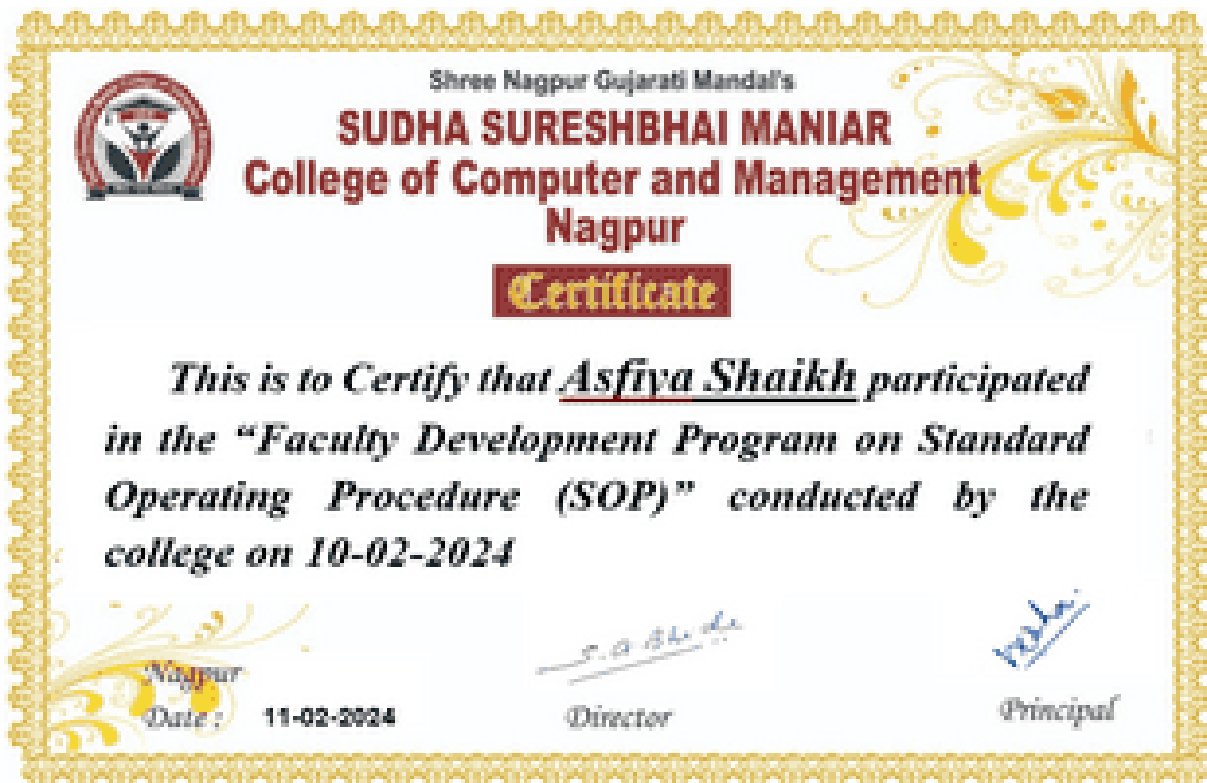 Shree Nagpur Gujarati Mandal's
SUDHA SURESHBHAI MANIAR
College of Computer and Management
Nagpur
Certificate
This is to Certify that Asfiya Shaikh participated
in the “Faculty Development Program on Standard
Operating Procedure (SOP)” conducted by the
college on 10-02-2024
Nagpur
Date: 11-02-2024
Director
Principal